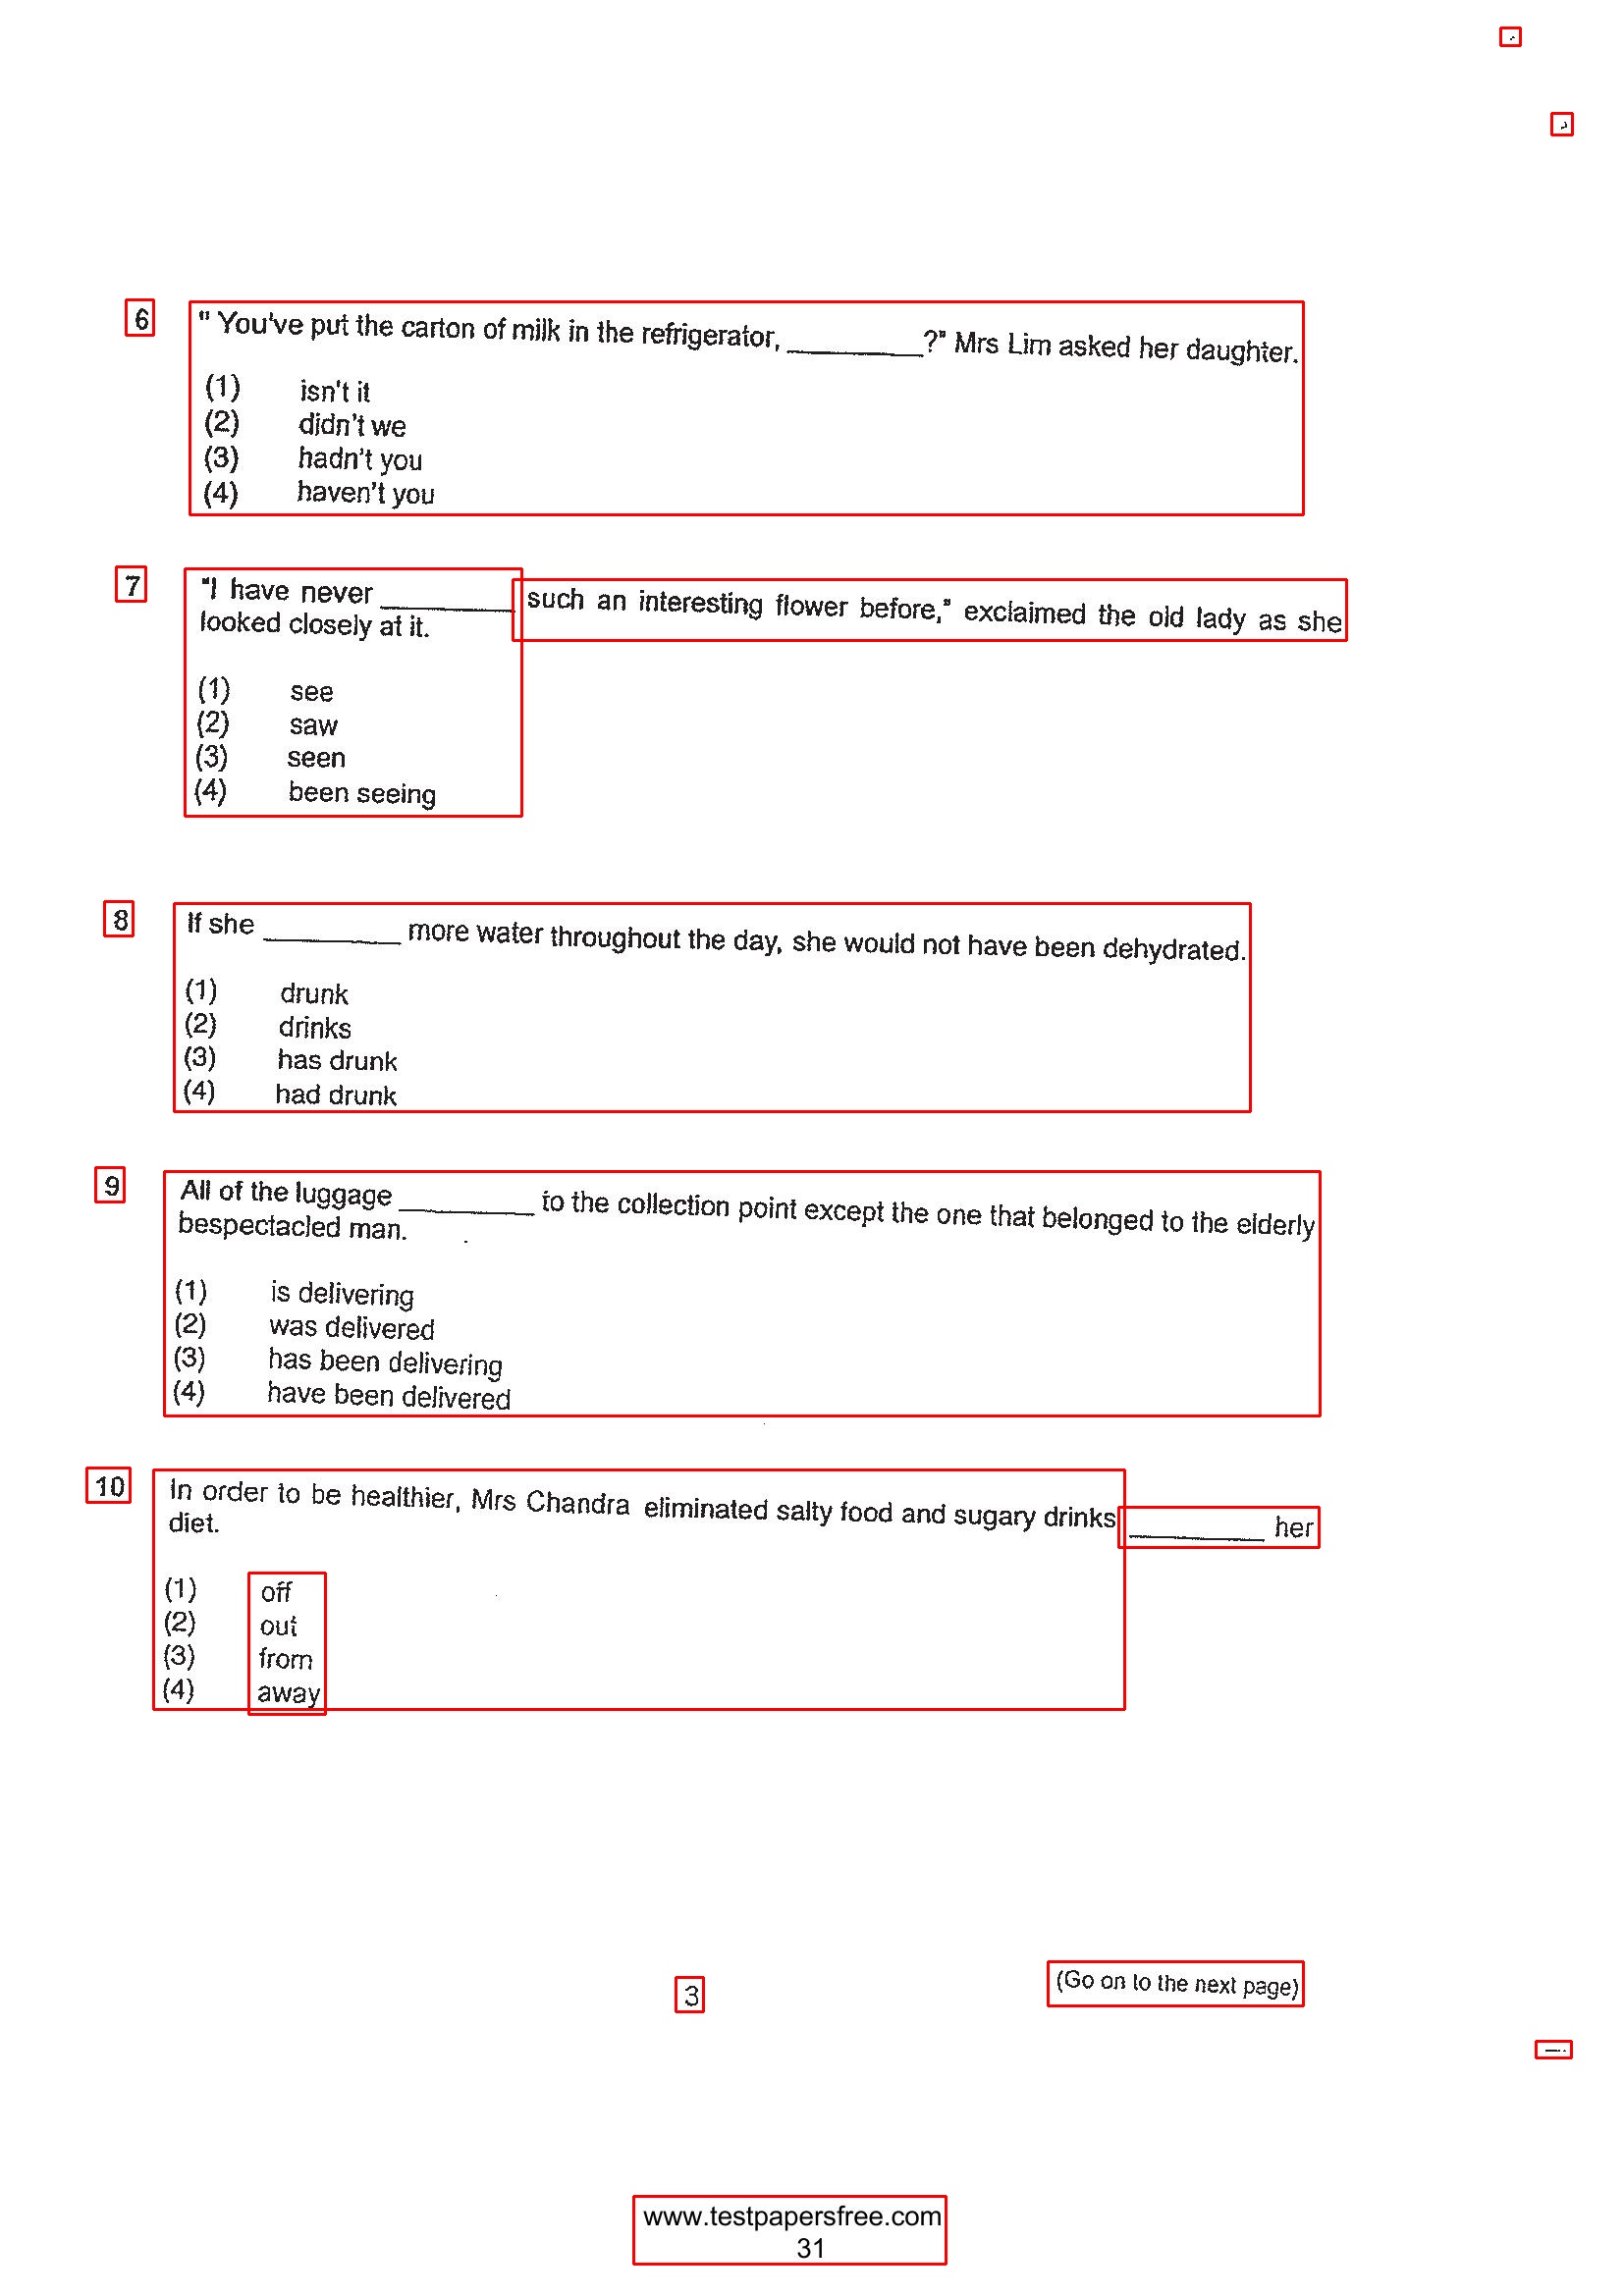 6 " You've put the carton of milk in the refrigerator, __________?" Mrs Lim asked her daughter.
(1) isn't it
(2) didn't we
(3) hadn't you
(4) haven't you
7 "I have never __________ such an interesting flower before," exclaimed the old lady as she
looked closely at it.
(1) see
(2) saw
(3) seen
(4) been seeing
8 If she __________ more water throughout the day, she would not have been dehydrated.
(1) drunk
(2) drinks
(3) has drunk
(4) had drunk
9 All of the luggage __________ to the collection point except the one that belonged to the elderly
bespectacled man.
(1) is delivering
(2) was delivered
(3) has been delivering
(4) have been delivered
10 In order to be healthier, Mrs Chandra eliminated salty food and sugary drinks __________ her
diet.
(1) off
(2) out
(3) from
(4) away
3 (Go on to the next page)
www.testpapersfree.com
31